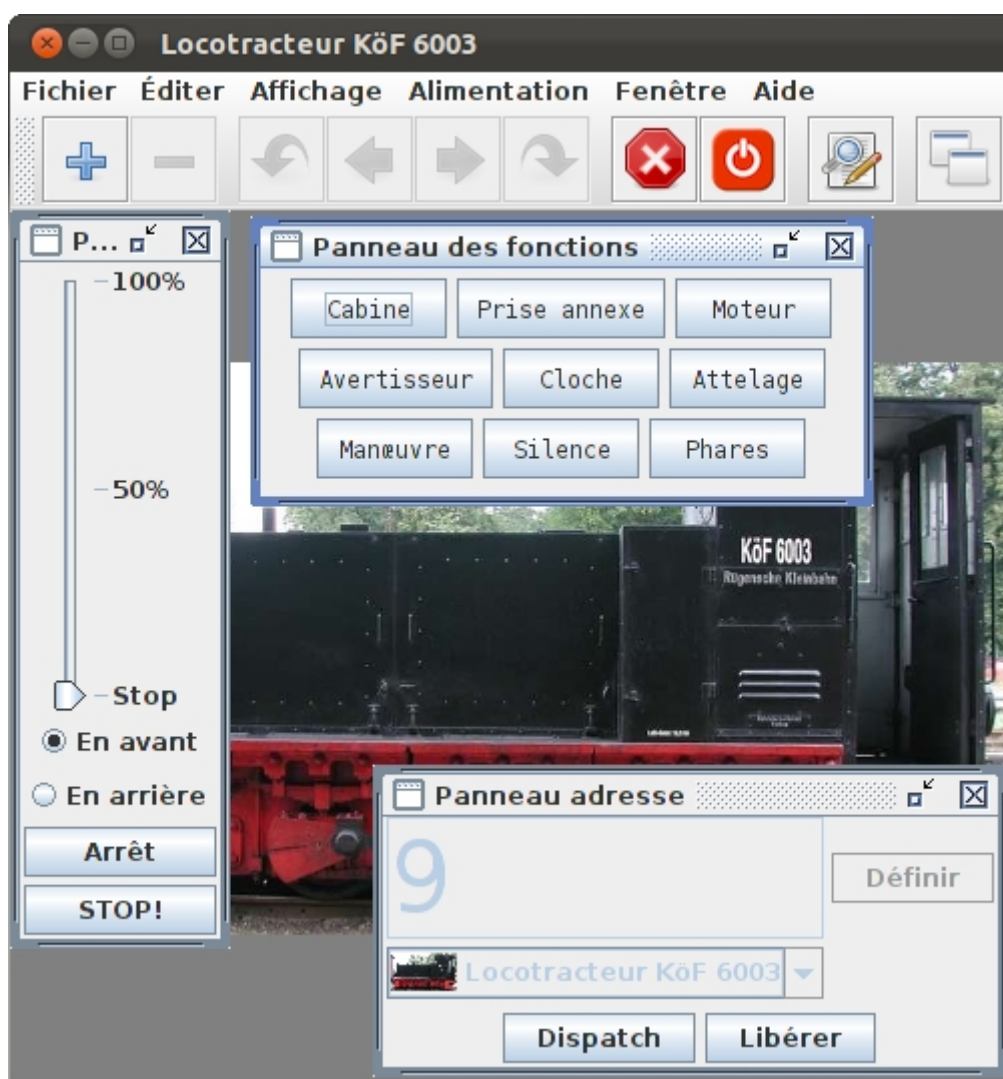 Locotracteur KöF 6003
Fichier Éditer Affichage Alimentation Fenêtre Aide
P...
100%
50%
Stop
En avant
En arrière
Arrêt
STOP!
Panneau des fonctions
Cabine Prise annexe Moteur
Avertisseur Cloche Attelage
Manœuvre Silence Phares
KöF 6003
Rügensche Kleinbahn
Panneau adresse
9
Définir
Locotracteur KöF 6003
Dispatch Libérer